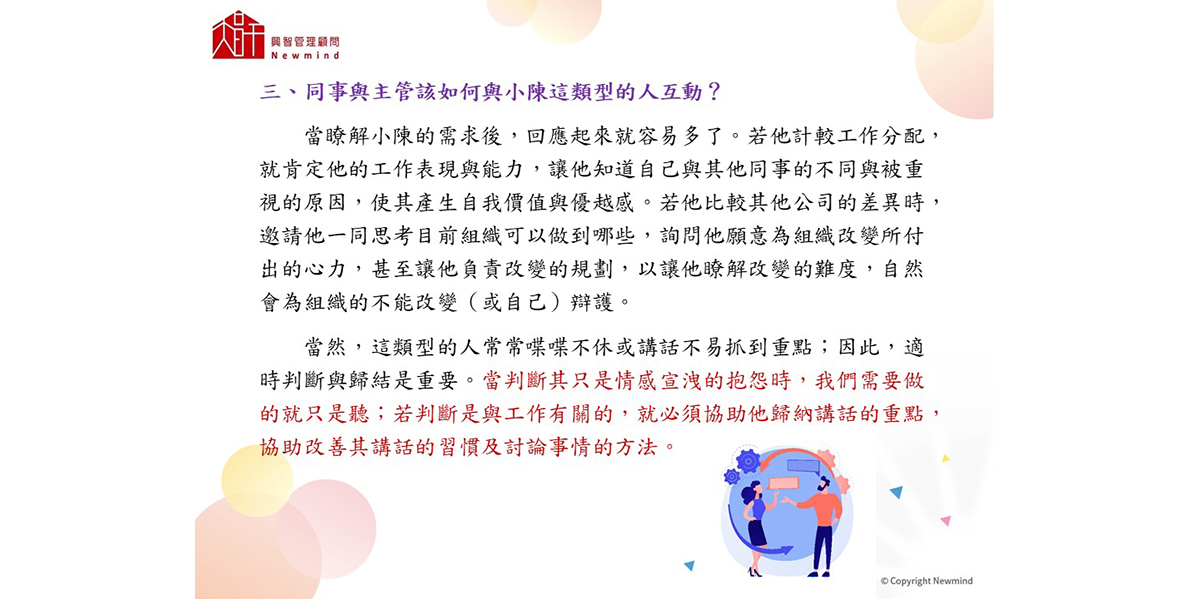 興智管理顧問
Newmind
三、同事與主管該如何與小陳這類型的人互動？
當瞭解小陳的需求後，回應起來就容易多了。若他計較工作分配，
就肯定他的工作表現與能力，讓他知道自己與其他同事的不同與被重
視的原因，使其產生自我價值與優越感。若他比較其他公司的差異時，
邀請他一同思考目前組織可以做到哪些，詢問他願意為組織改變所付
出的心力，甚至讓他負責改變的規劃，以讓他瞭解改變的難度，自然
會為組織的不能改變（或自己）辯護。
當然，這類型的人常常喋喋不休或講話不易抓到重點；因此，適
時判斷與歸結是重要。當判斷其只是情感宣洩的抱怨時，我們需要做
的就只是聽；若判斷是與工作有關的，就必須協助他歸納講話的重點，
協助改善其講話的習慣及討論事情的方法。
© Copyright Newmind